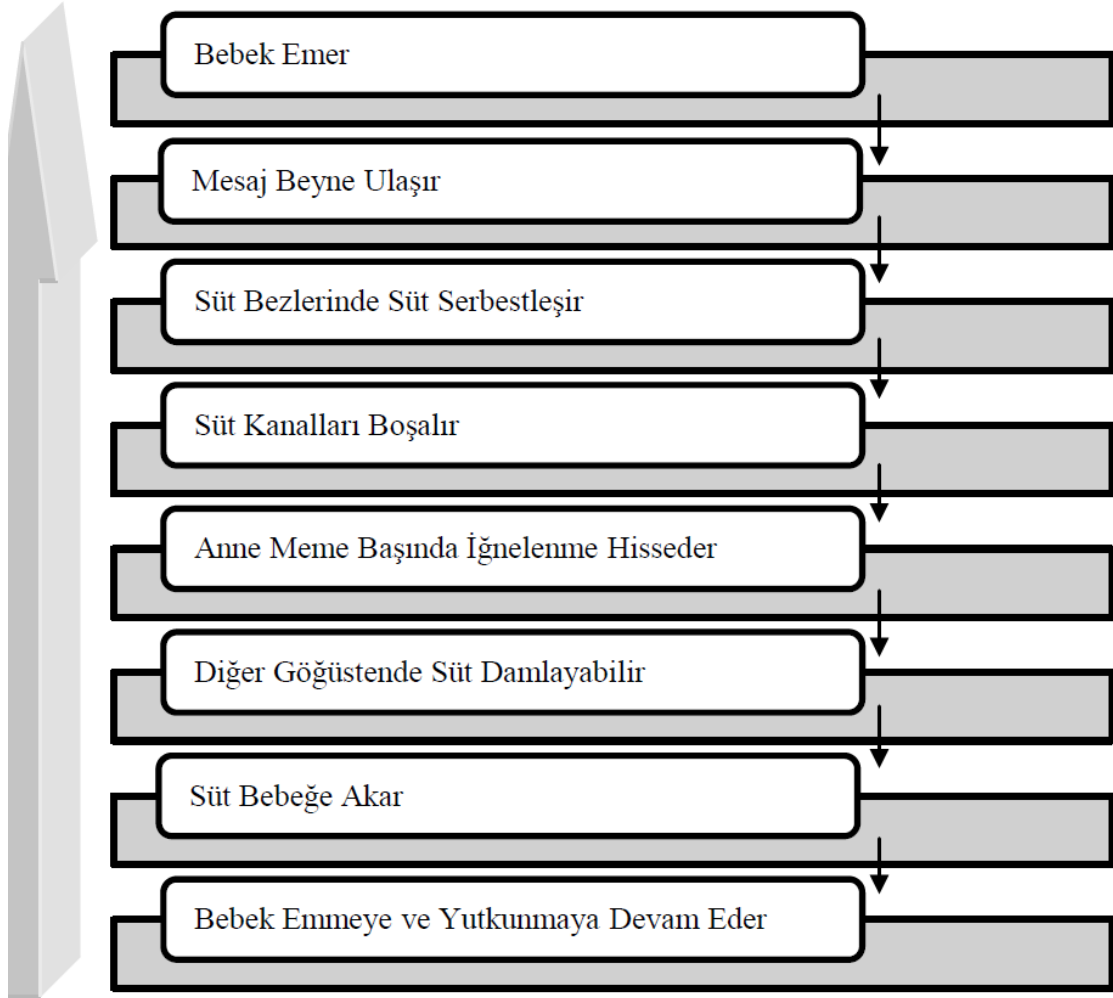 Bebek Emer
Mesaj Beyne Ulaşır
Süt Bezlerinde Süt Serbestleşir
Süt Kanalları Boşalır
Anne Meme Başında İğnelenme Hisseder
Diğer Göğüstende Süt Damlayabilir
Süt Bebeğe Akar
Bebek Emmeye ve Yutkunmaya Devam Eder